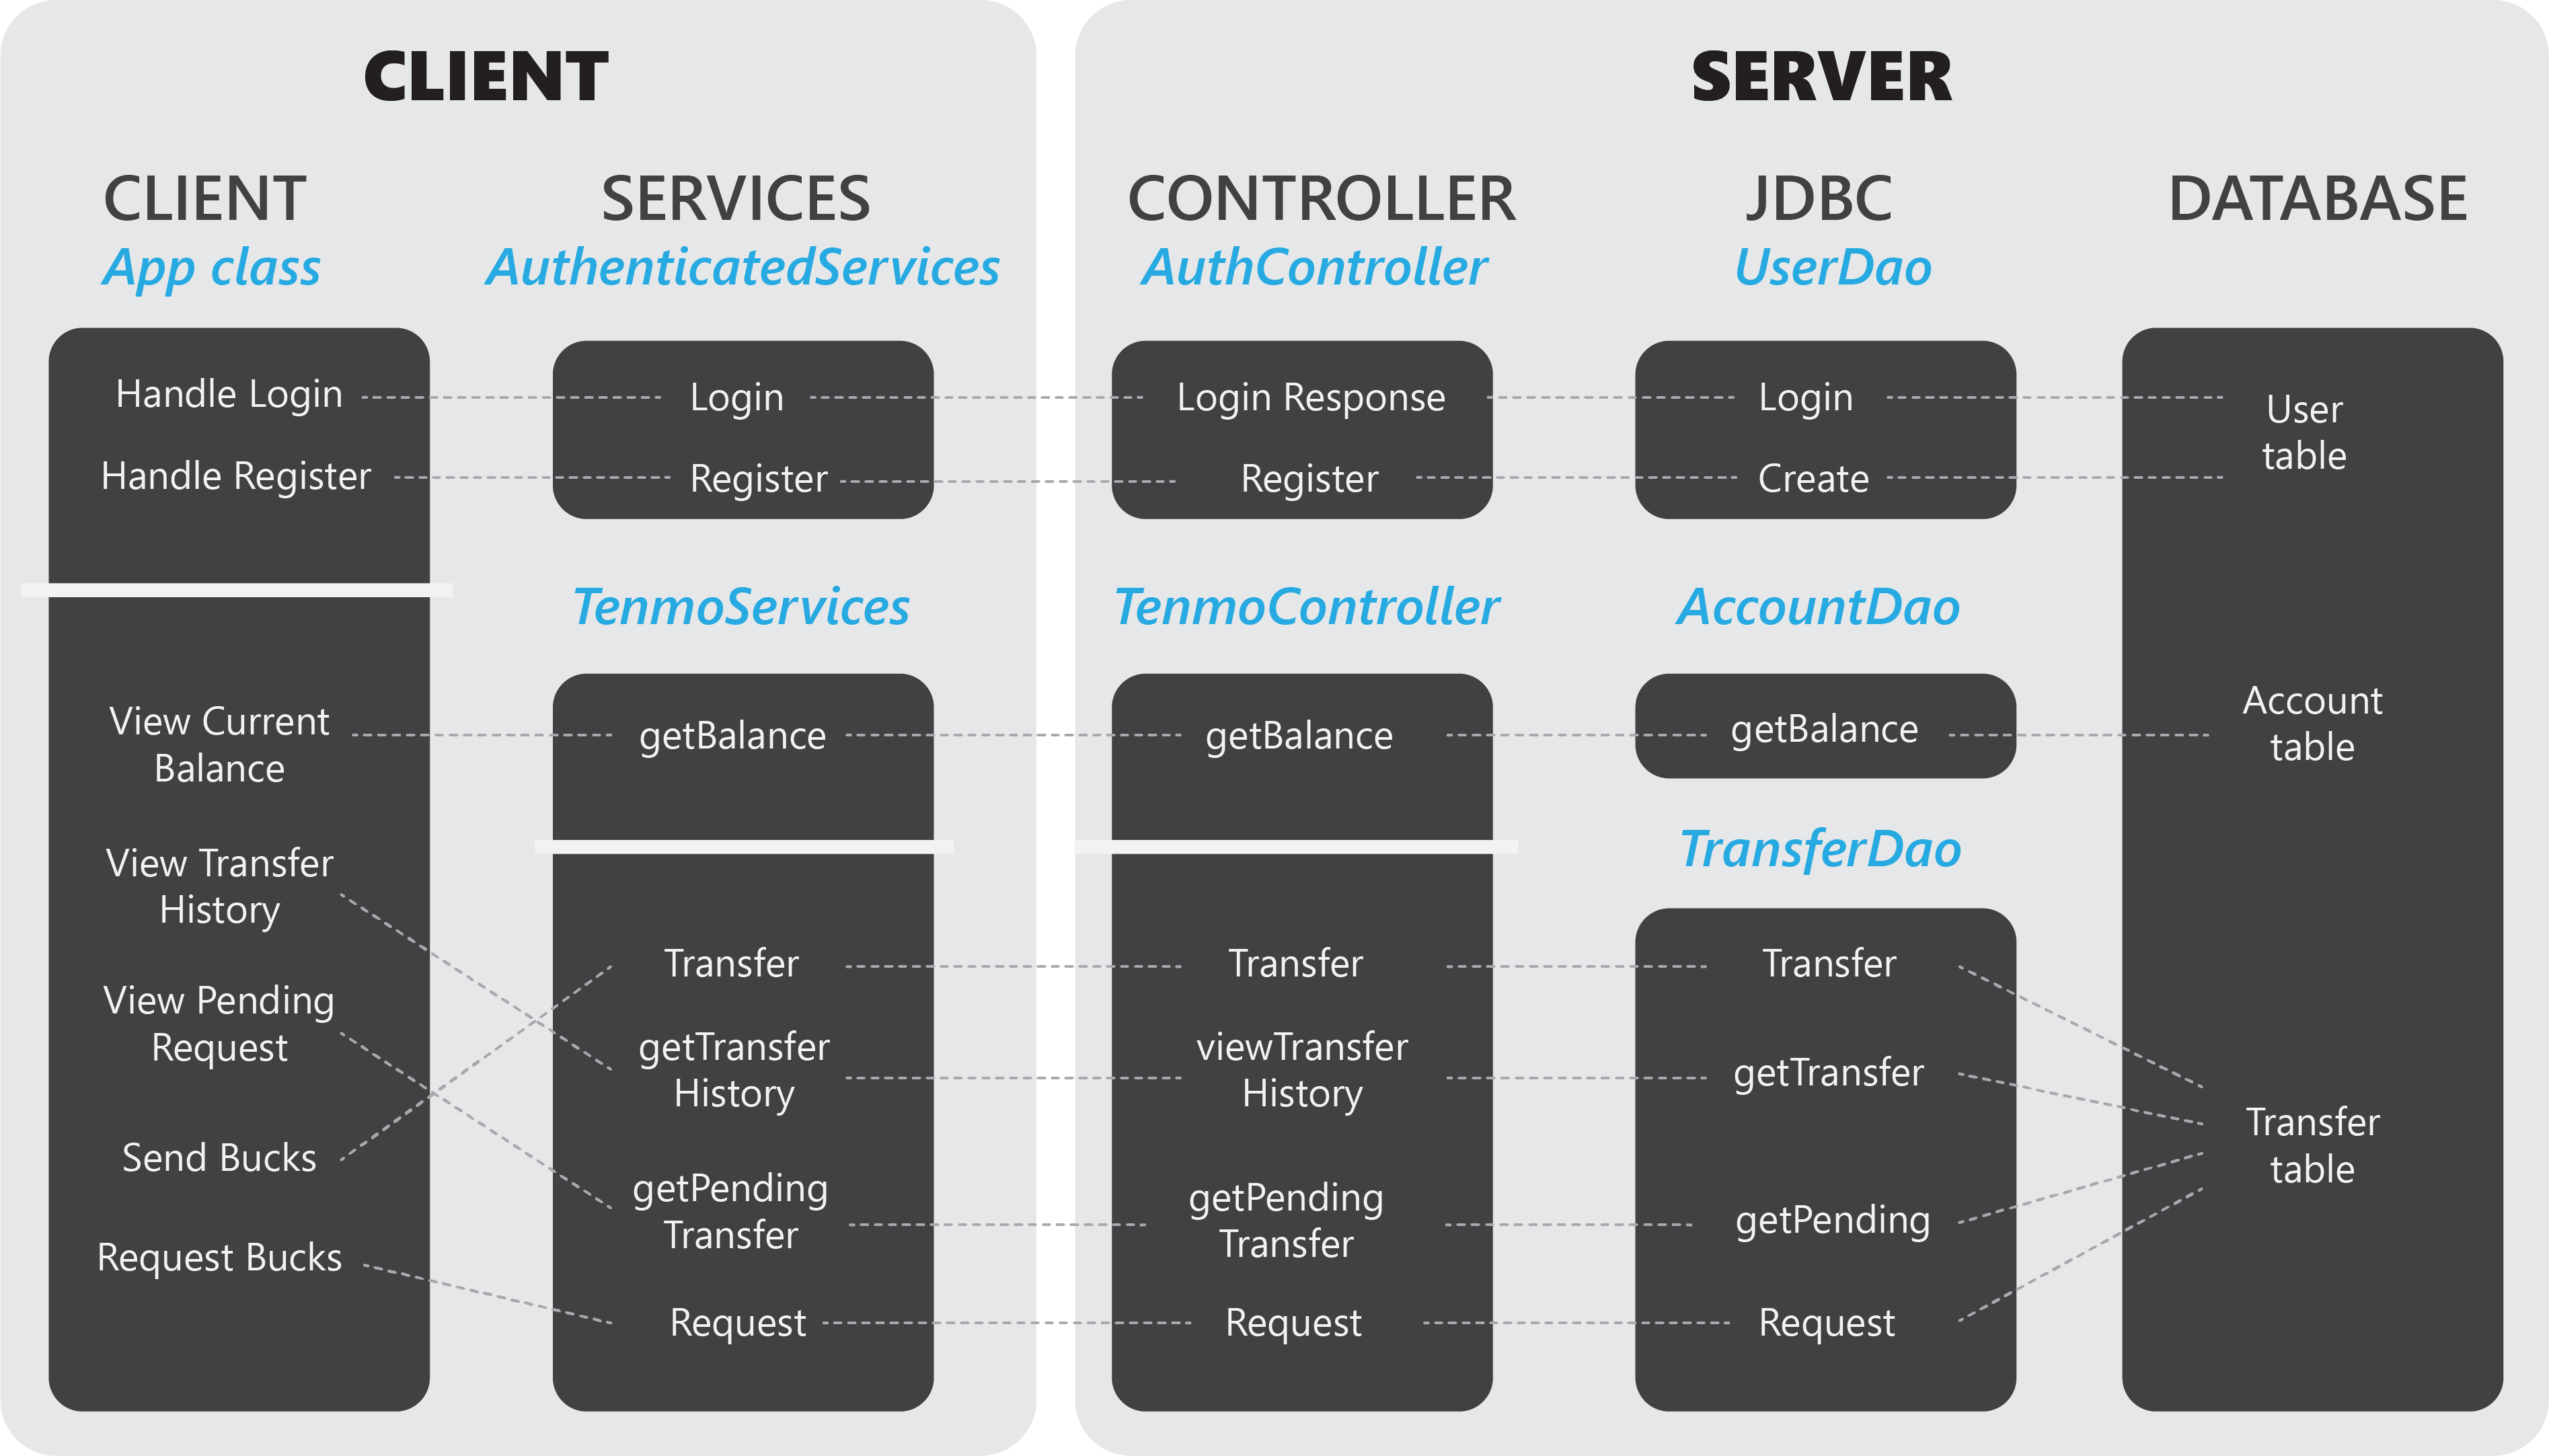 CLIENT
SERVER
CLIENT
SERVICES
CONTROLLER
JDBC
DATABASE
App class
AuthenticatedServices
AuthController
UserDao
Handle Login
Login
Login Response
Login
User
table
Handle Register
Register
Register
Create
TenmoServices
TenmoController
AccountDao
View Current
Balance
getBalance
getBalance
getBalance
Account
table
TransferDao
View Transfer
History
View Pending
Request
Send Bucks
Request Bucks
Transfer
getTransfer
History
getPending
Transfer
Request
Transfer
viewTransfer
History
getPending
Transfer
Request
Transfer
getTransfer
getPending
Request
Transfer
table